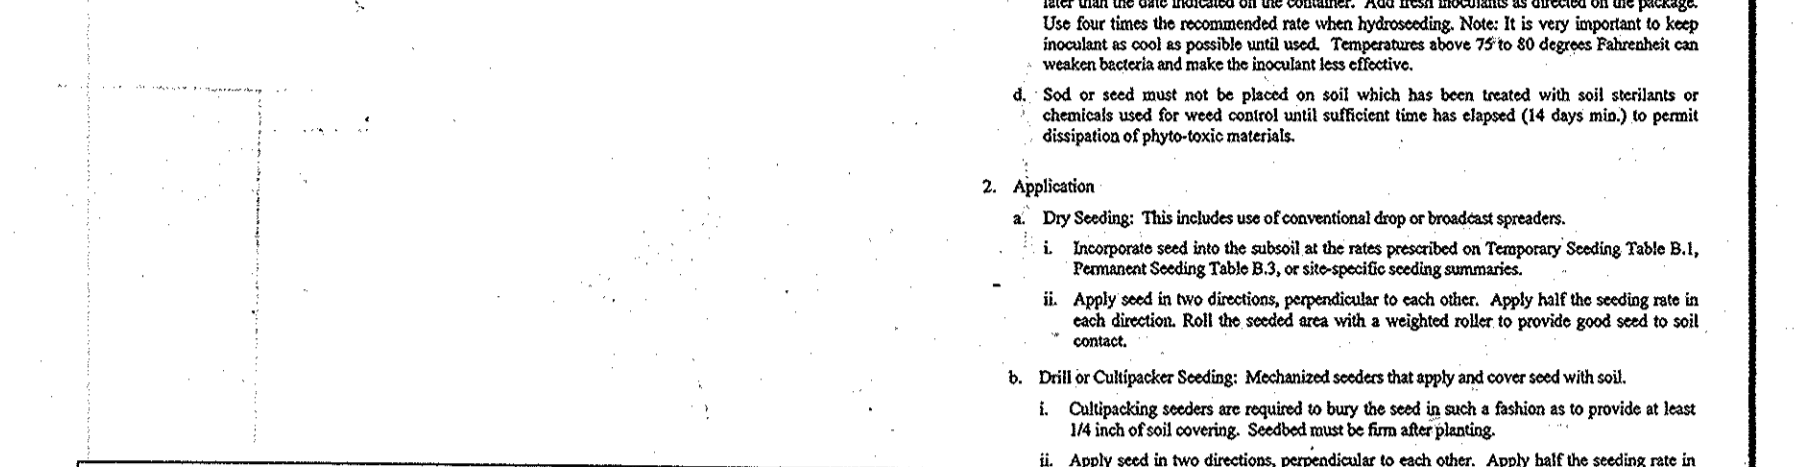 later than the date indicated on the container. Add fresh inoculants as directed on the package.
Use four times the recommended rate when hydroseeding. Note: It is very important to keep
inoculant as cool as possible until used. Temperatures above 75 to 80 degrees Fahrenheit can
weaken bacteria and make the inoculant less effective.
d. Sod or seed must not be placed on soil which has been treated with soil sterilants or
chemicals used for weed control until sufficient time has elapsed (14 days min.) to permit
dissipation of phyto-toxic materials.
2. Application
a. Dry Seeding: This includes use of conventional drop or broadcast spreaders.
i. Incorporate seed into the subsoil at the rates prescribed on Temporary Seeding Table B.1,
Permanent Seeding Table B.3, or site-specific seeding summaries.
ii. Apply seed in two directions, perpendicular to each other. Apply half the seeding rate in
each direction. Roll the seeded area with a weighted roller to provide good seed to soil
contact.
b. Drill or Cultipacker Seeding: Mechanized seeders that apply and cover seed with soil.
i. Cultipacking seeders are required to bury the seed in such a fashion as to provide at least
1/4 inch of soil covering. Seedbed must be firm after planting.
ii. Apply seed in two directions, perpendicular to each other. Apply half the seeding rate in